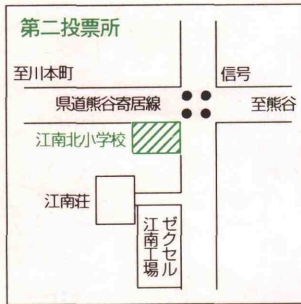 第二投票所
至川本町
信号
県道熊谷寄居線
至熊谷
江南北小学校
江南荘
ゼクセル
江南工場